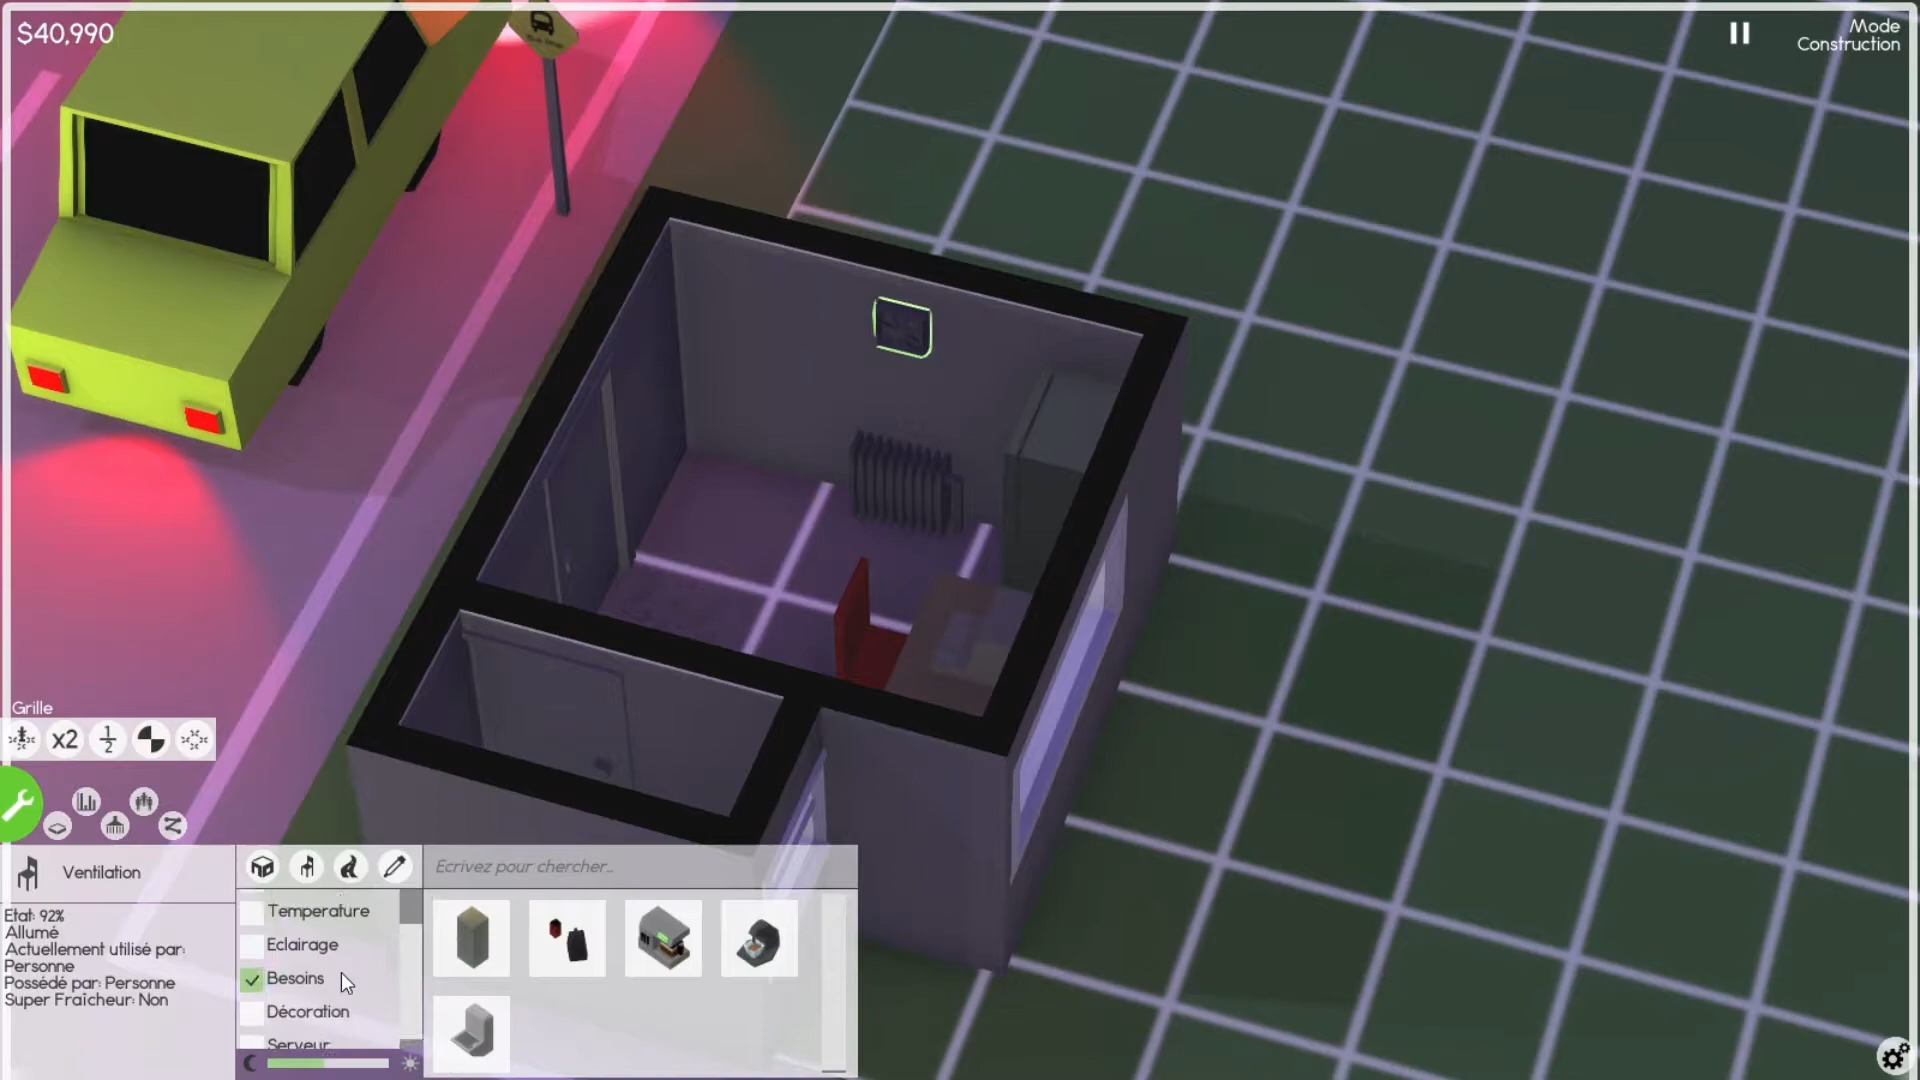 $40,990
Mode
Construction
Grille
x2
1
2
Ventilation
Ecrivez pour chercher...
Etat: 92%
Allumé
Actuellement utilisé par:
Personne
Possédé par: Personne
Super Fraîcheur: Non
Temperature
Eclairage
Besoins
Décoration
Serveur